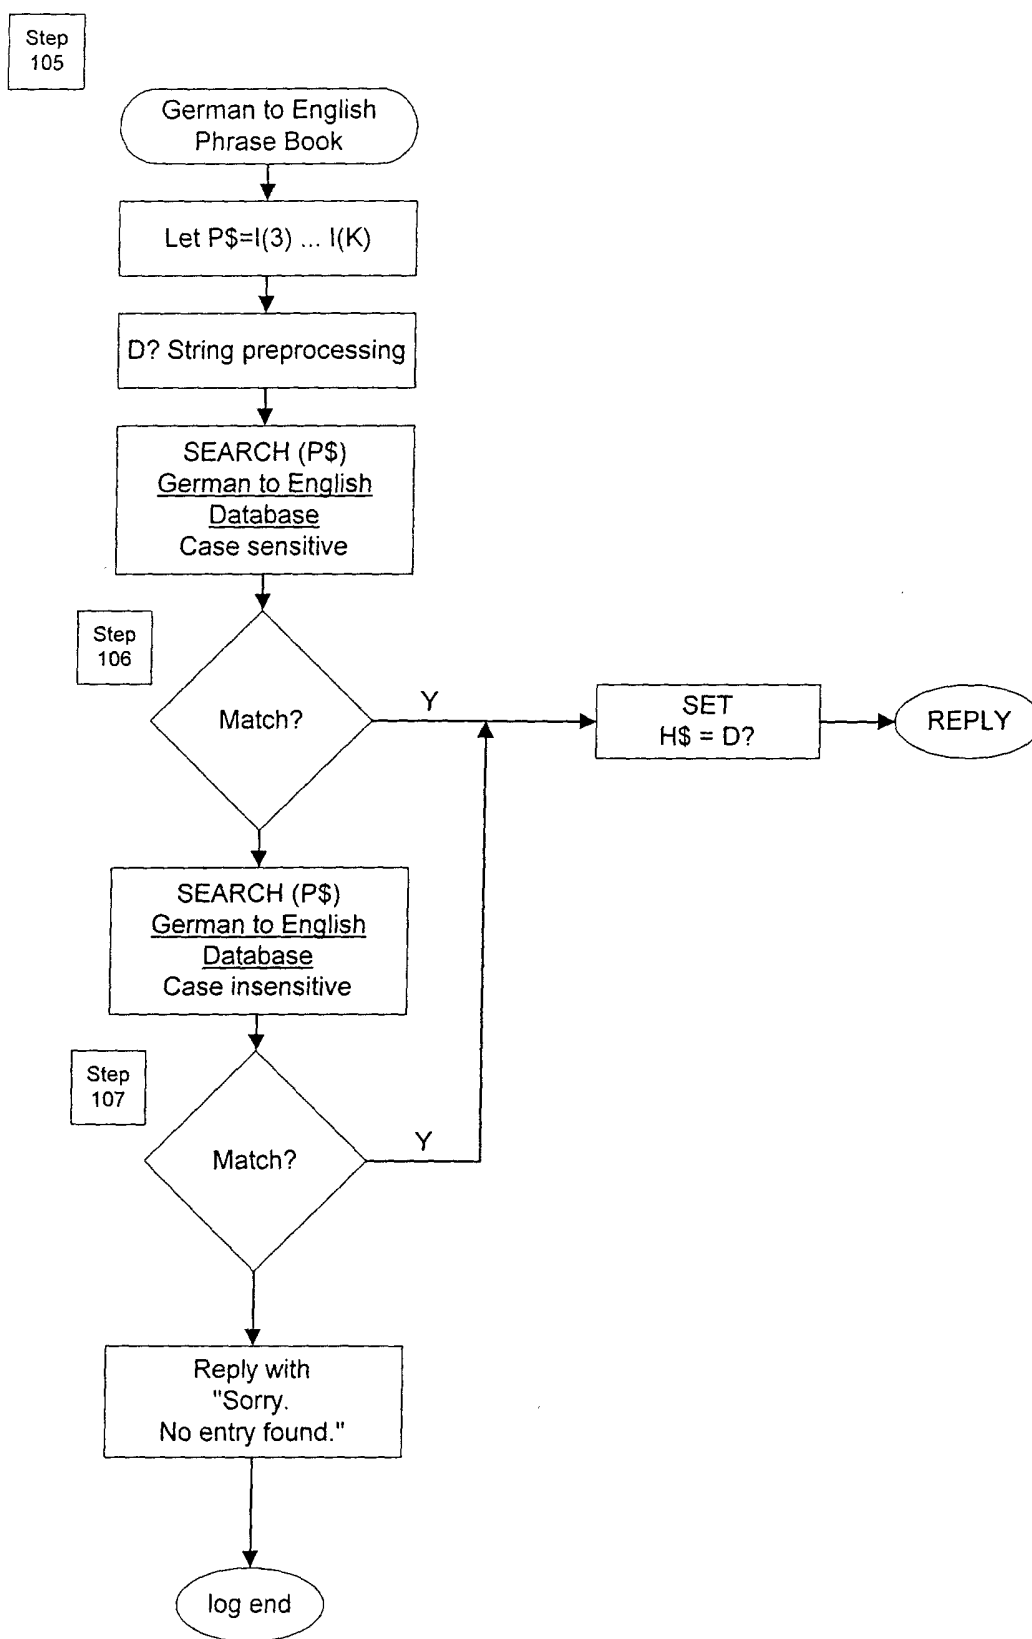 Step
105
German to English
Phrase Book
Let P$=I(3) ... I(K)
D? String preprocessing
SEARCH (P$)
German to English
Database
Case sensitive
Step
106
Match?
Y
SET
H$ = D?
REPLY
SEARCH (P$)
German to English
Database
Case insensitive
Step
107
Match?
Y
Reply with
"Sorry.
No entry found."
log end